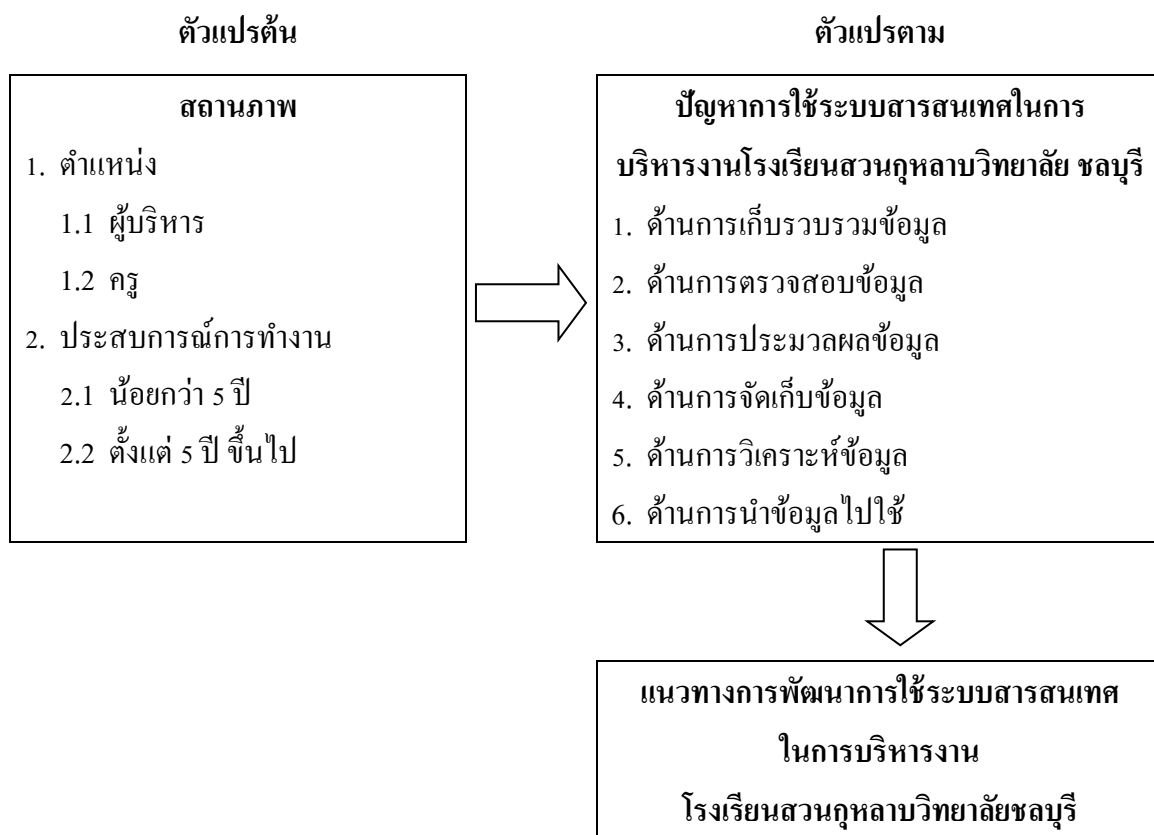 ตัวแปรต้น
ตัวแปรตาม
สถานภาพ
1. ตำแหน่ง
1.1 ผู้บริหาร
1.2 ครู
2. ประสบการณ์การทำงาน
2.1 น้อยกว่า 5 ปี
2.2 ตั้งแต่ 5 ปี ขึ้นไป
ปัญหาการใช้ระบบสารสนเทศในการ
บริหารงานโรงเรียนสวนกุหลาบวิทยาลัย ชลบุรี
1. ด้านการเก็บรวบรวมข้อมูล
2. ด้านการตรวจสอบข้อมูล
3. ด้านการประมวลผลข้อมูล
4. ด้านการจัดเก็บข้อมูล
5. ด้านการวิเคราะห์ข้อมูล
6. ด้านการนำข้อมูลไปใช้
แนวทางการพัฒนาการใช้ระบบสารสนเทศ
ในการบริหารงาน
โรงเรียนสวนกุหลาบวิทยาลัยชลบุรี